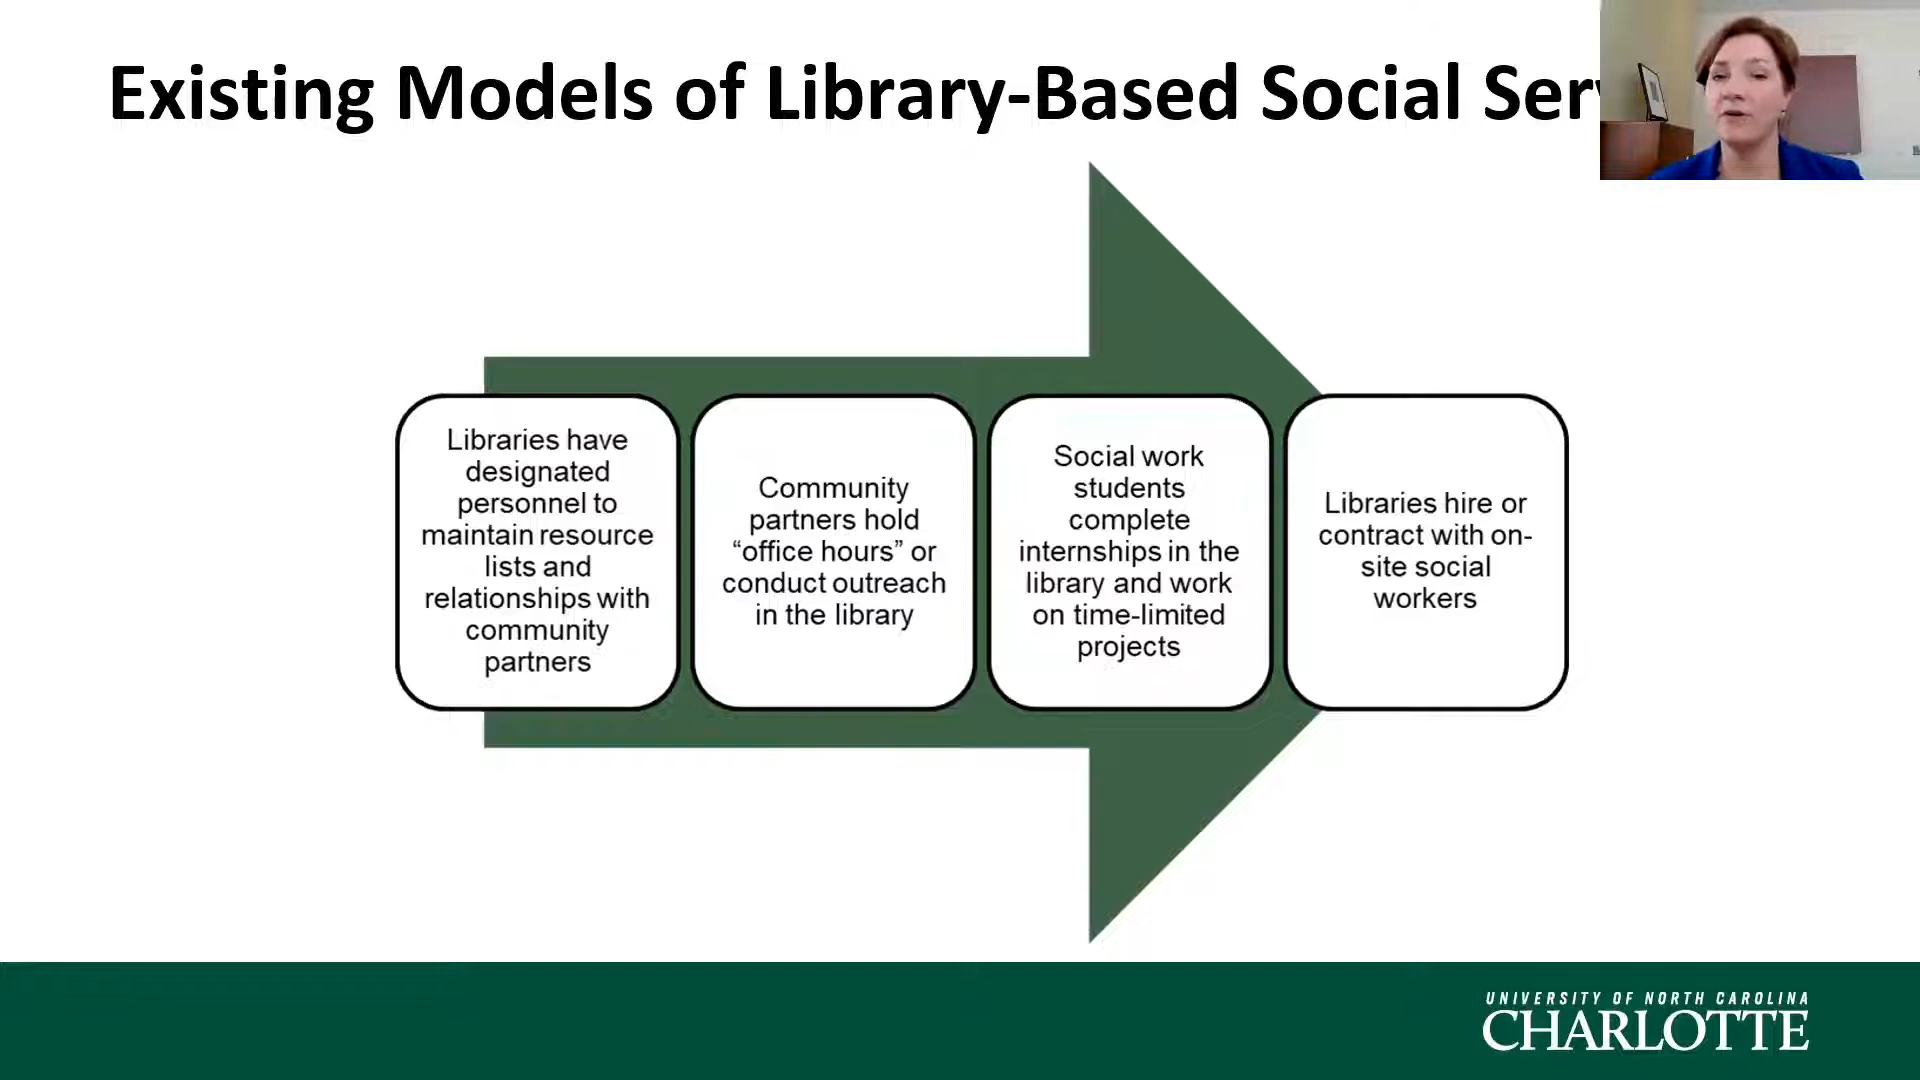 Existing Models of Library-Based Social
Libraries have
designated
personnel to
maintain resource
lists and
relationships with
community
partners
Community
partners hold
“office hours” or
conduct outreach
in the library
Social work
students
complete
internships in the
library and work
on time-limited
projects
Libraries hire or
contract with on-
site social
workers
UNIVERSITY OF NORTH CAROLINA
CHARLOTTE